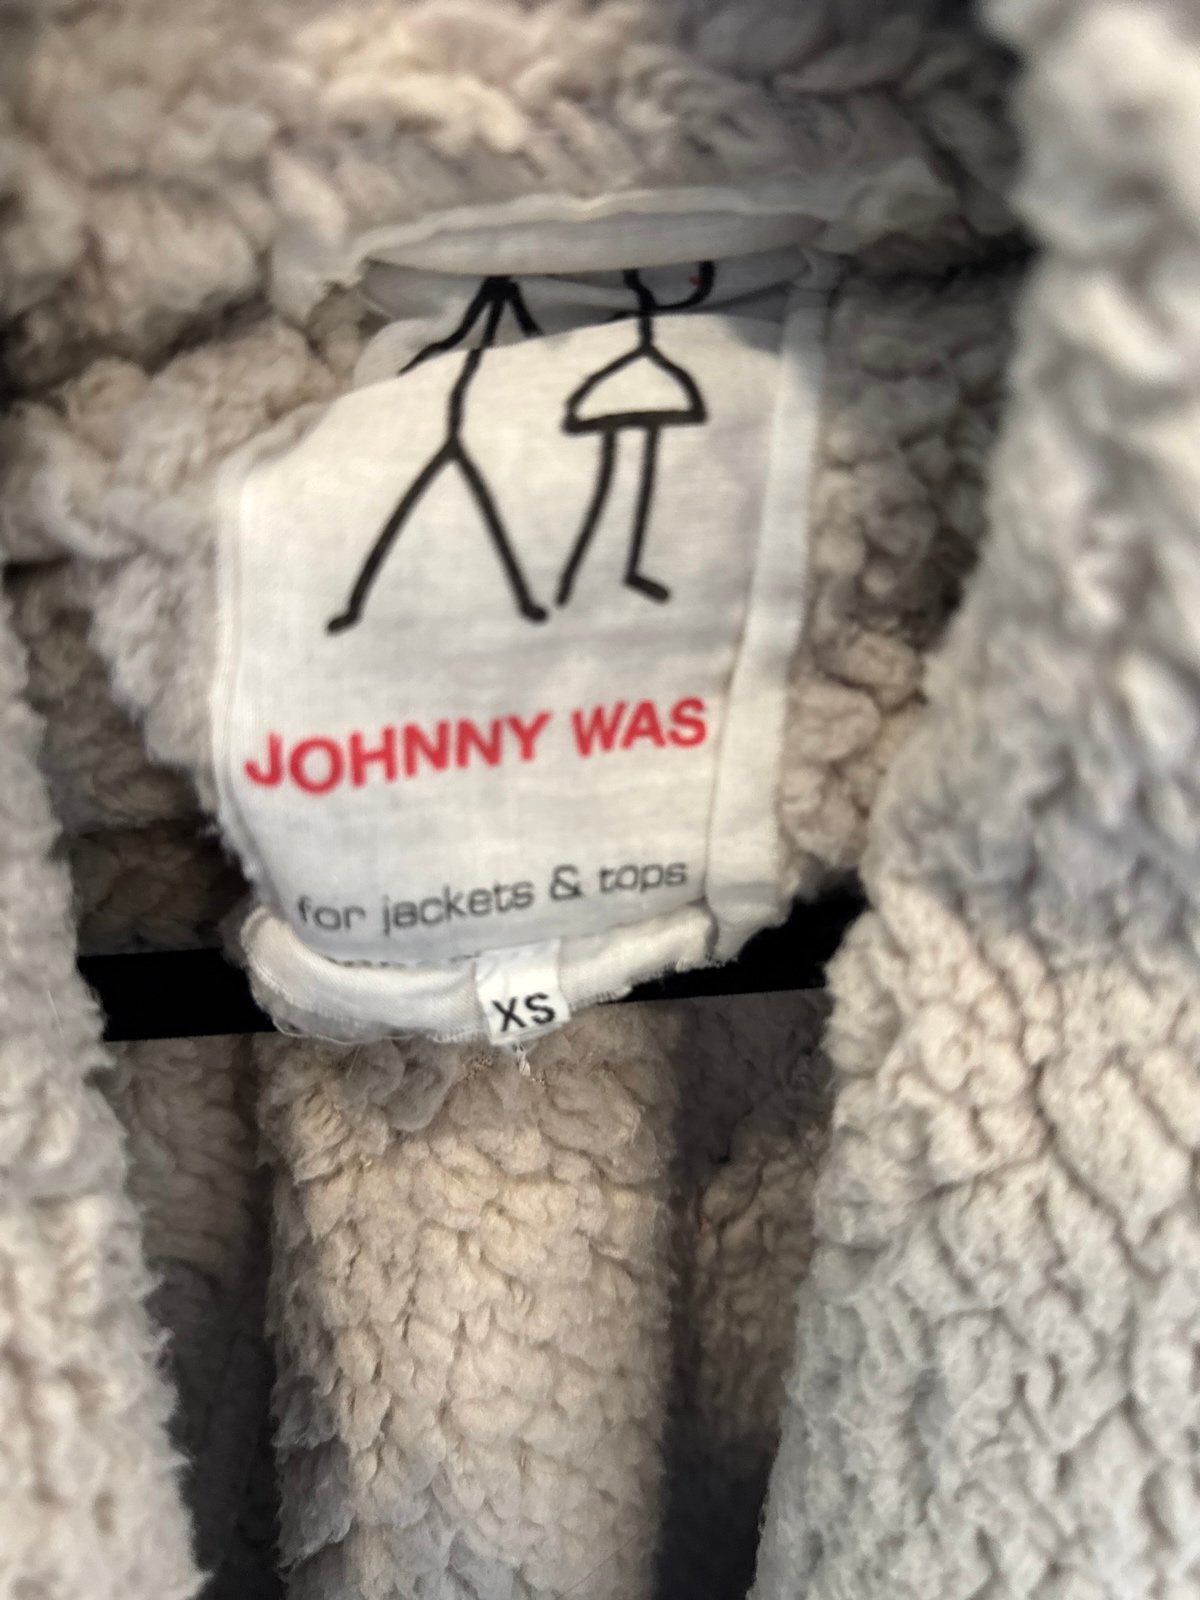 JOHNNY WAS
for jackets & tops
XS